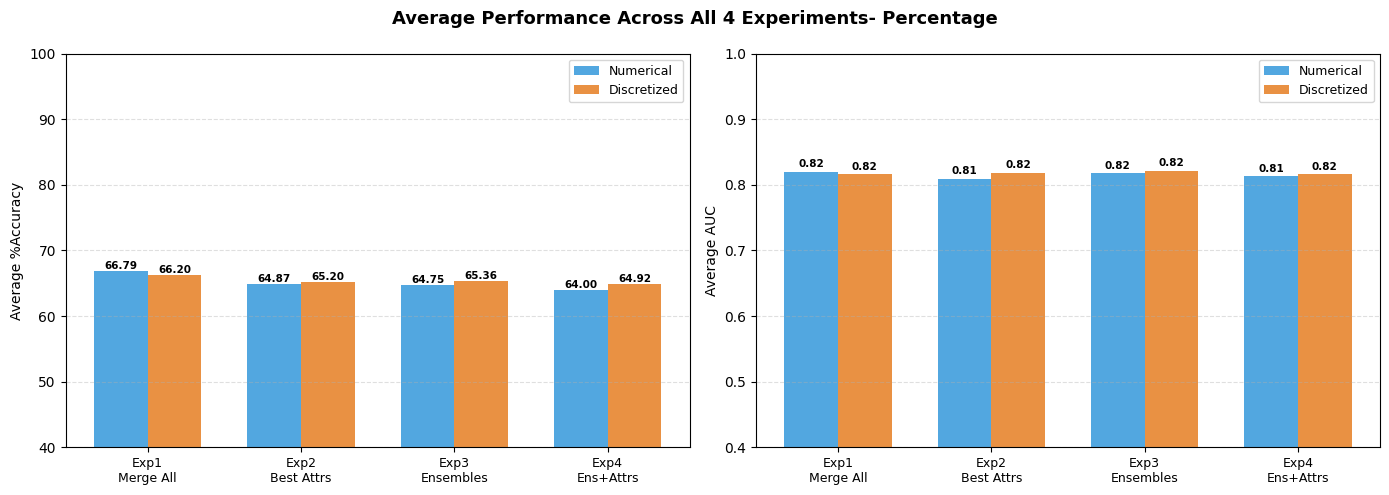 Average Performance Across All 4 Experiments- Percentage
Average %Accuracy
100
90
80
70
60
50
40
Numerical
Discretized
66.79
66.20
64.87
65.20
64.75
65.36
64.00
64.92
Exp1
Merge All
Exp2
Best Attrs
Exp3
Ensembles
Exp4
Ens+Attrs
Average AUC
1.0
0.9
0.8
0.7
0.6
0.5
0.4
Numerical
Discretized
0.82
0.82
0.81
0.82
0.82
0.82
0.81
0.82
Exp1
Merge All
Exp2
Best Attrs
Exp3
Ensembles
Exp4
Ens+Attrs